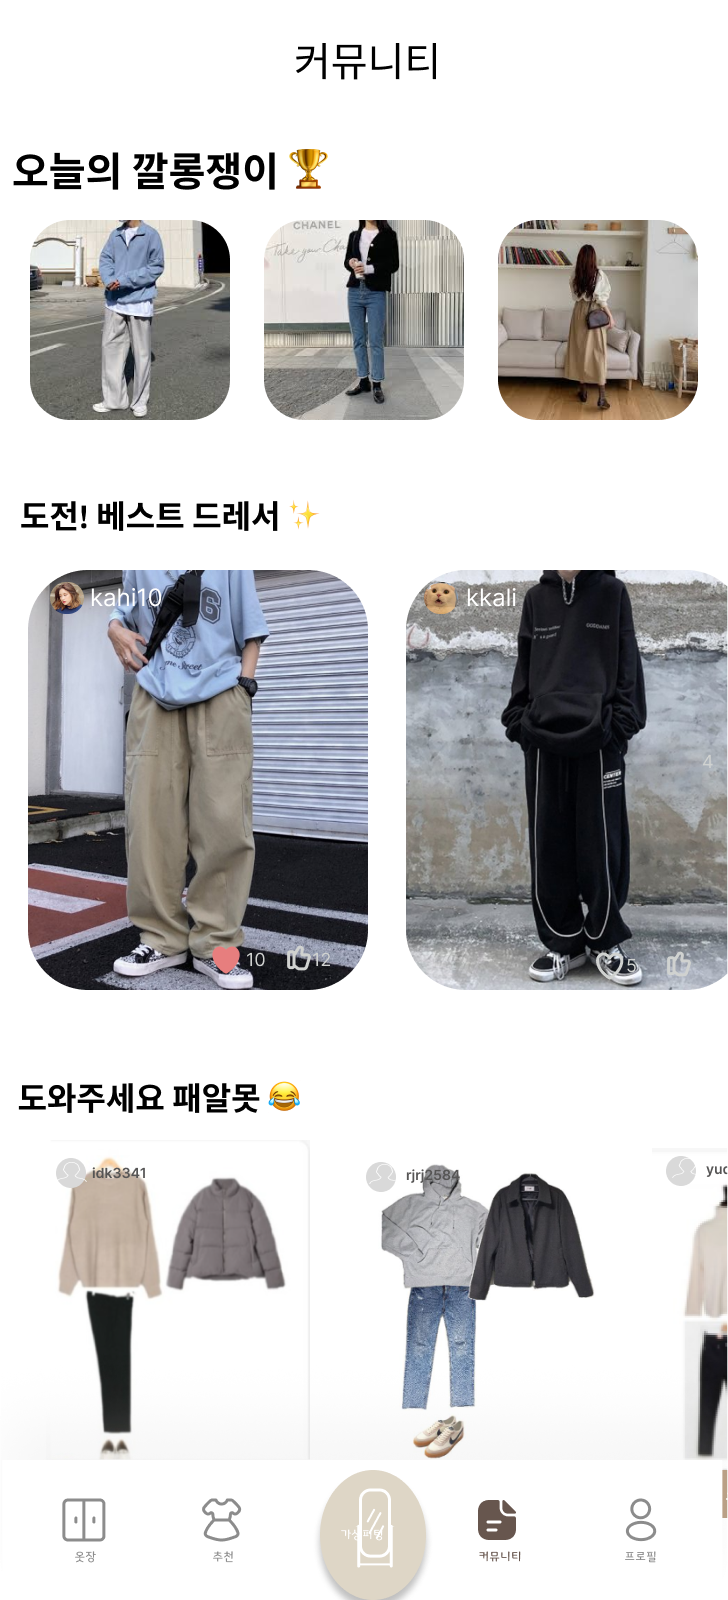 커뮤니티
오늘의 깔롱쟁이 🏆
CHANEL
도전! 베스트 드레서 ✨
kahi10
kkali
6
4
10
12
5
도와주세요 패알못 😂
idk3341
rjrj2584
옷장
추천
가상피팅
커뮤니티
프로필